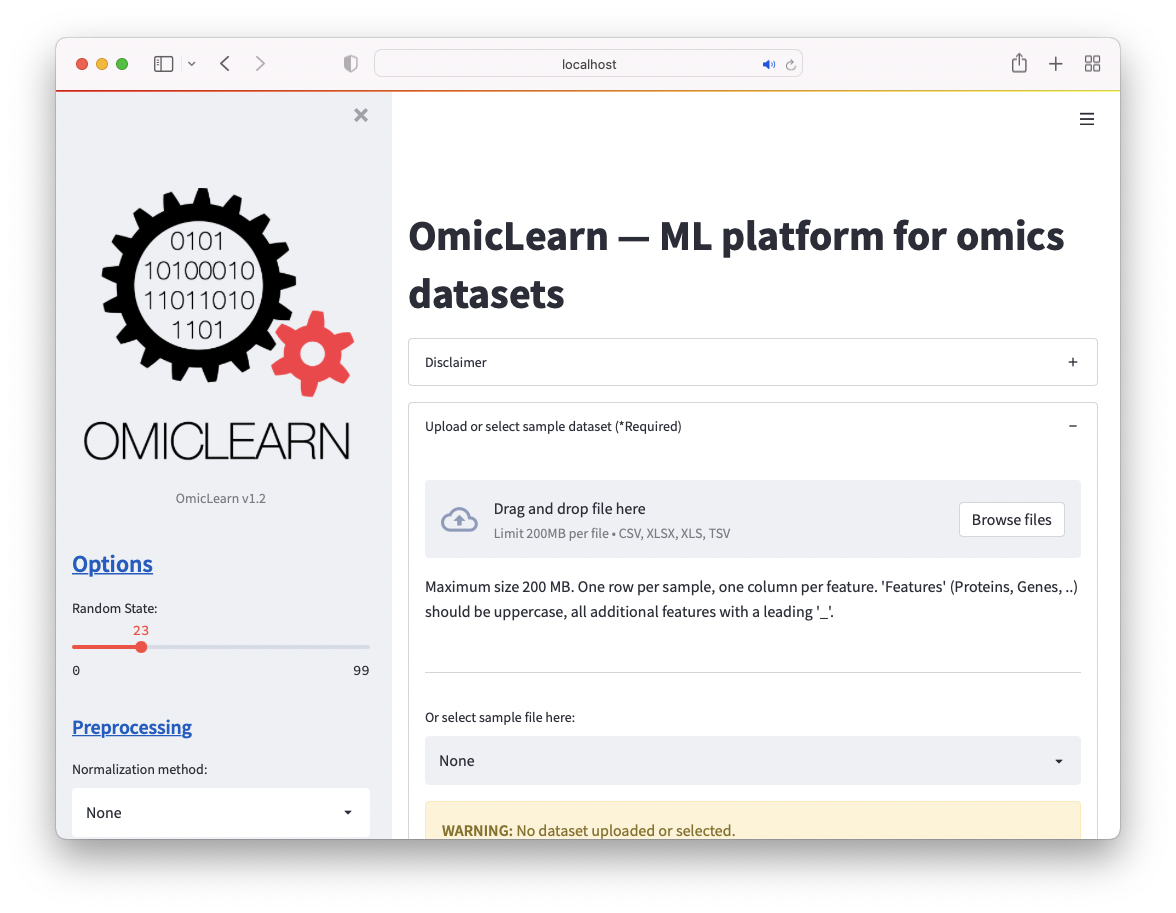 localhost
0101
10100010
11011010
1101
OMICLEARN
OmicLearn v1.2
Options
Random State:
23
0 99
Preprocessing
Normalization method:
None
OmicLearn — ML platform for omics
datasets
Disclaimer
Upload or select sample dataset (*Required)
Drag and drop file here
Limit 200MB per file • CSV, XLSX, XLS, TSV
Browse files
Maximum size 200 MB. One row per sample, one column per feature. 'Features' (Proteins, Genes, ..)
should be uppercase, all additional features with a leading '_'.
Or select sample file here:
None
WARNING: No dataset uploaded or selected.